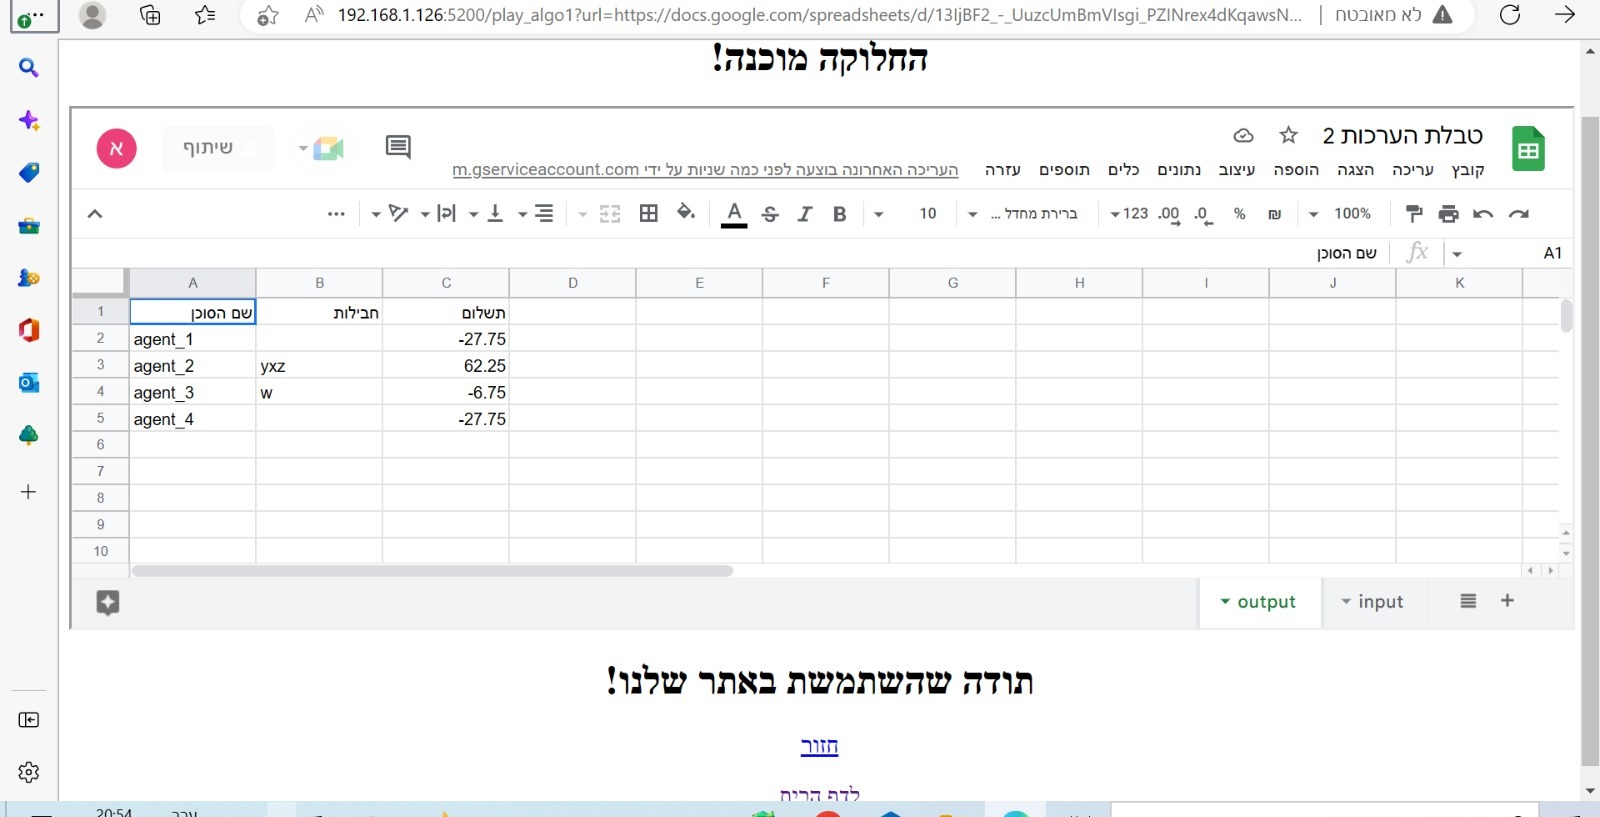 192.168.1.126:5200/play_algo1?url=https://docs.google.com/spreadsheets/d/13IjBF2_-_UuzcUmBmVIsgi_PZINrex4dKqawsN...
לא מאובטח
החלוקה מוכנה!
טבלת הערכות 2
שיתוף
א
קובץ עריכה הצגה הוספה עיצוב נתונים כלים תוספים עזרה
העריכה האחרונה בוצעה לפני כמה שניות על ידי m.gserviceaccount.com
100% ₪ % .0 .00 123 ברירת מחדל ... 10 B I S A
A1 fx שם הסוכן
A B C D E F G H I J K
1 שם הסוכן חבילות תשלום
2 agent_1 -27.75
3 agent_2 yxz 62.25
4 agent_3 w -6.75
5 agent_4 -27.75
6
7
8
9
10
output input
תודה שהשתמשת באתר שלנו!
חזור
לדף הבית
20:54